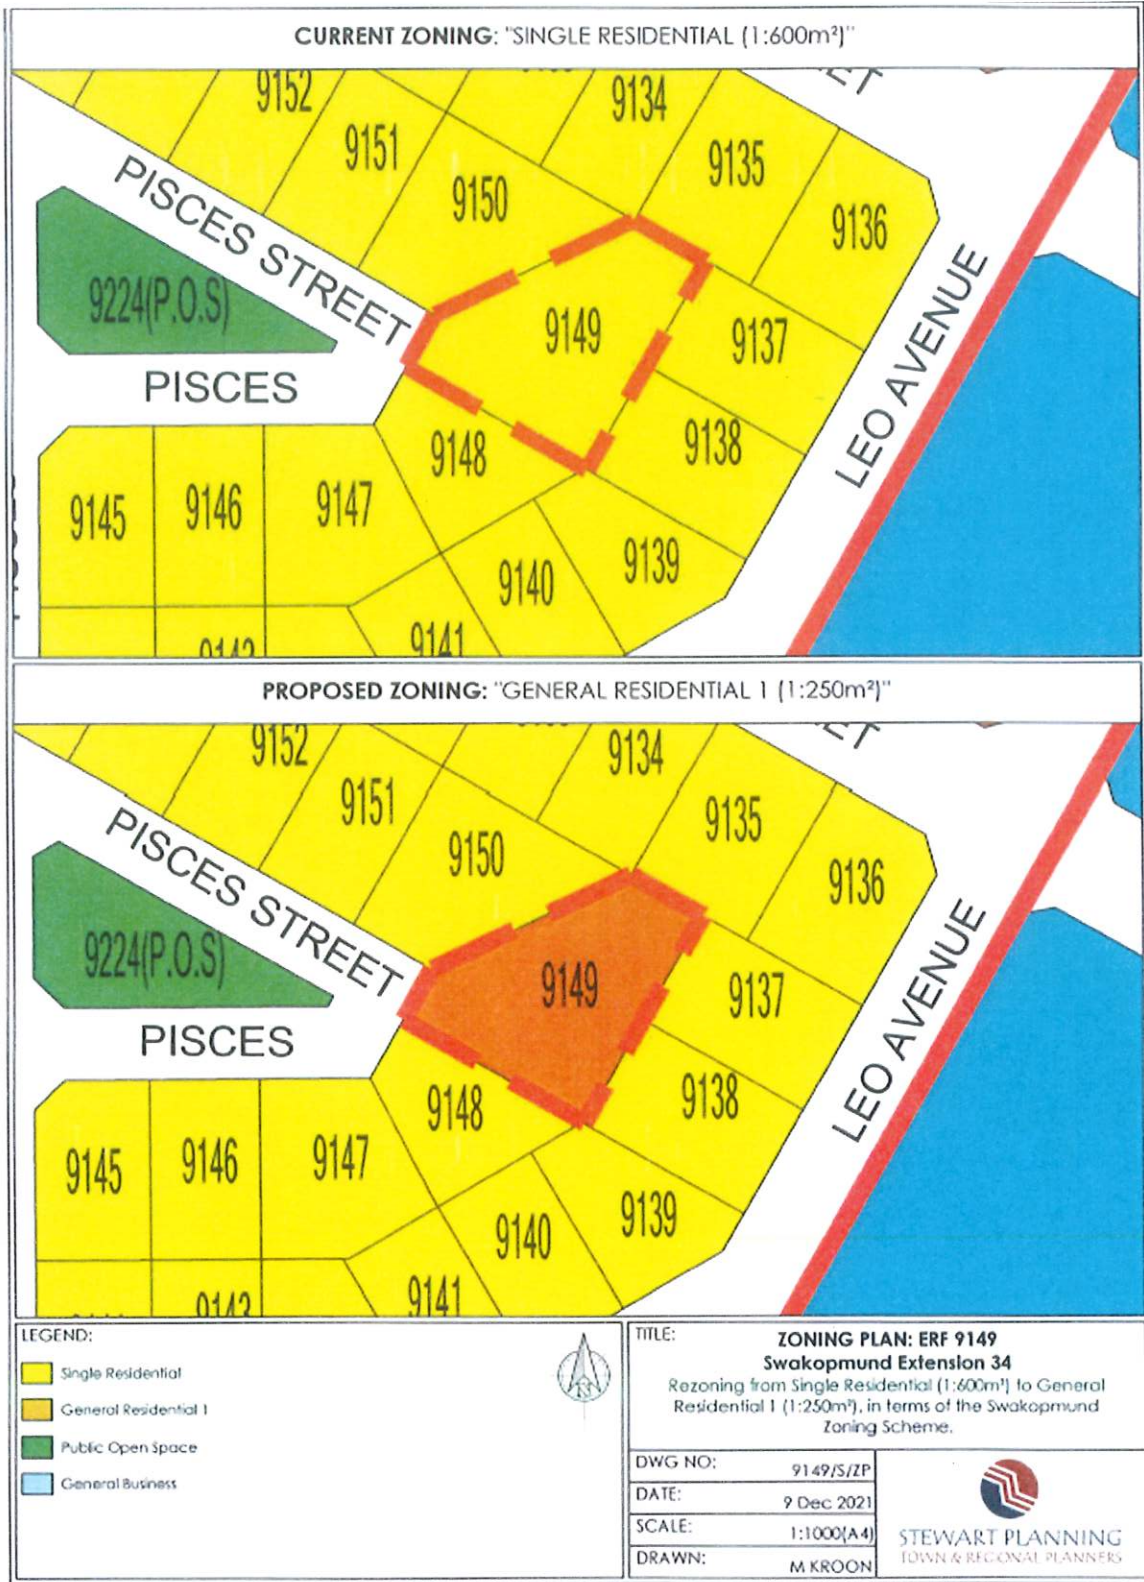 CURRENT ZONING: "SINGLE RESIDENTIAL (1:600m²)"
ET
9152
9134
9151
9135
9150
9136
PISCES STREET
9224(P.O.S)
9149
9137
LEO AVENUE
PISCES
9148
9138
9145
9146
9147
9139
9140
9141
9143
PROPOSED ZONING: "GENERAL RESIDENTIAL 1 (1:250m²)"
ET
9152
9134
9151
9135
9150
9136
PISCES STREET
9224(P.O.S)
9149
9137
LEO AVENUE
PISCES
9148
9138
9145
9146
9147
9139
9140
9141
9143
LEGEND:
Single Residential
General Residential 1
Public Open Space
General Business
N
TITLE:
ZONING PLAN: ERF 9149
Swakopmund Extension 34
Rezoning from Single Residential (1:600m²) to General
Residential 1 (1:250m²), in terms of the Swakopmund
Zoning Scheme.
DWG NO: 9149/S/ZP
DATE: 9 Dec 2021
SCALE: 1:1000(A4)
DRAWN: M KROON
STEWART PLANNING
TOWN & REGIONAL PLANNERS